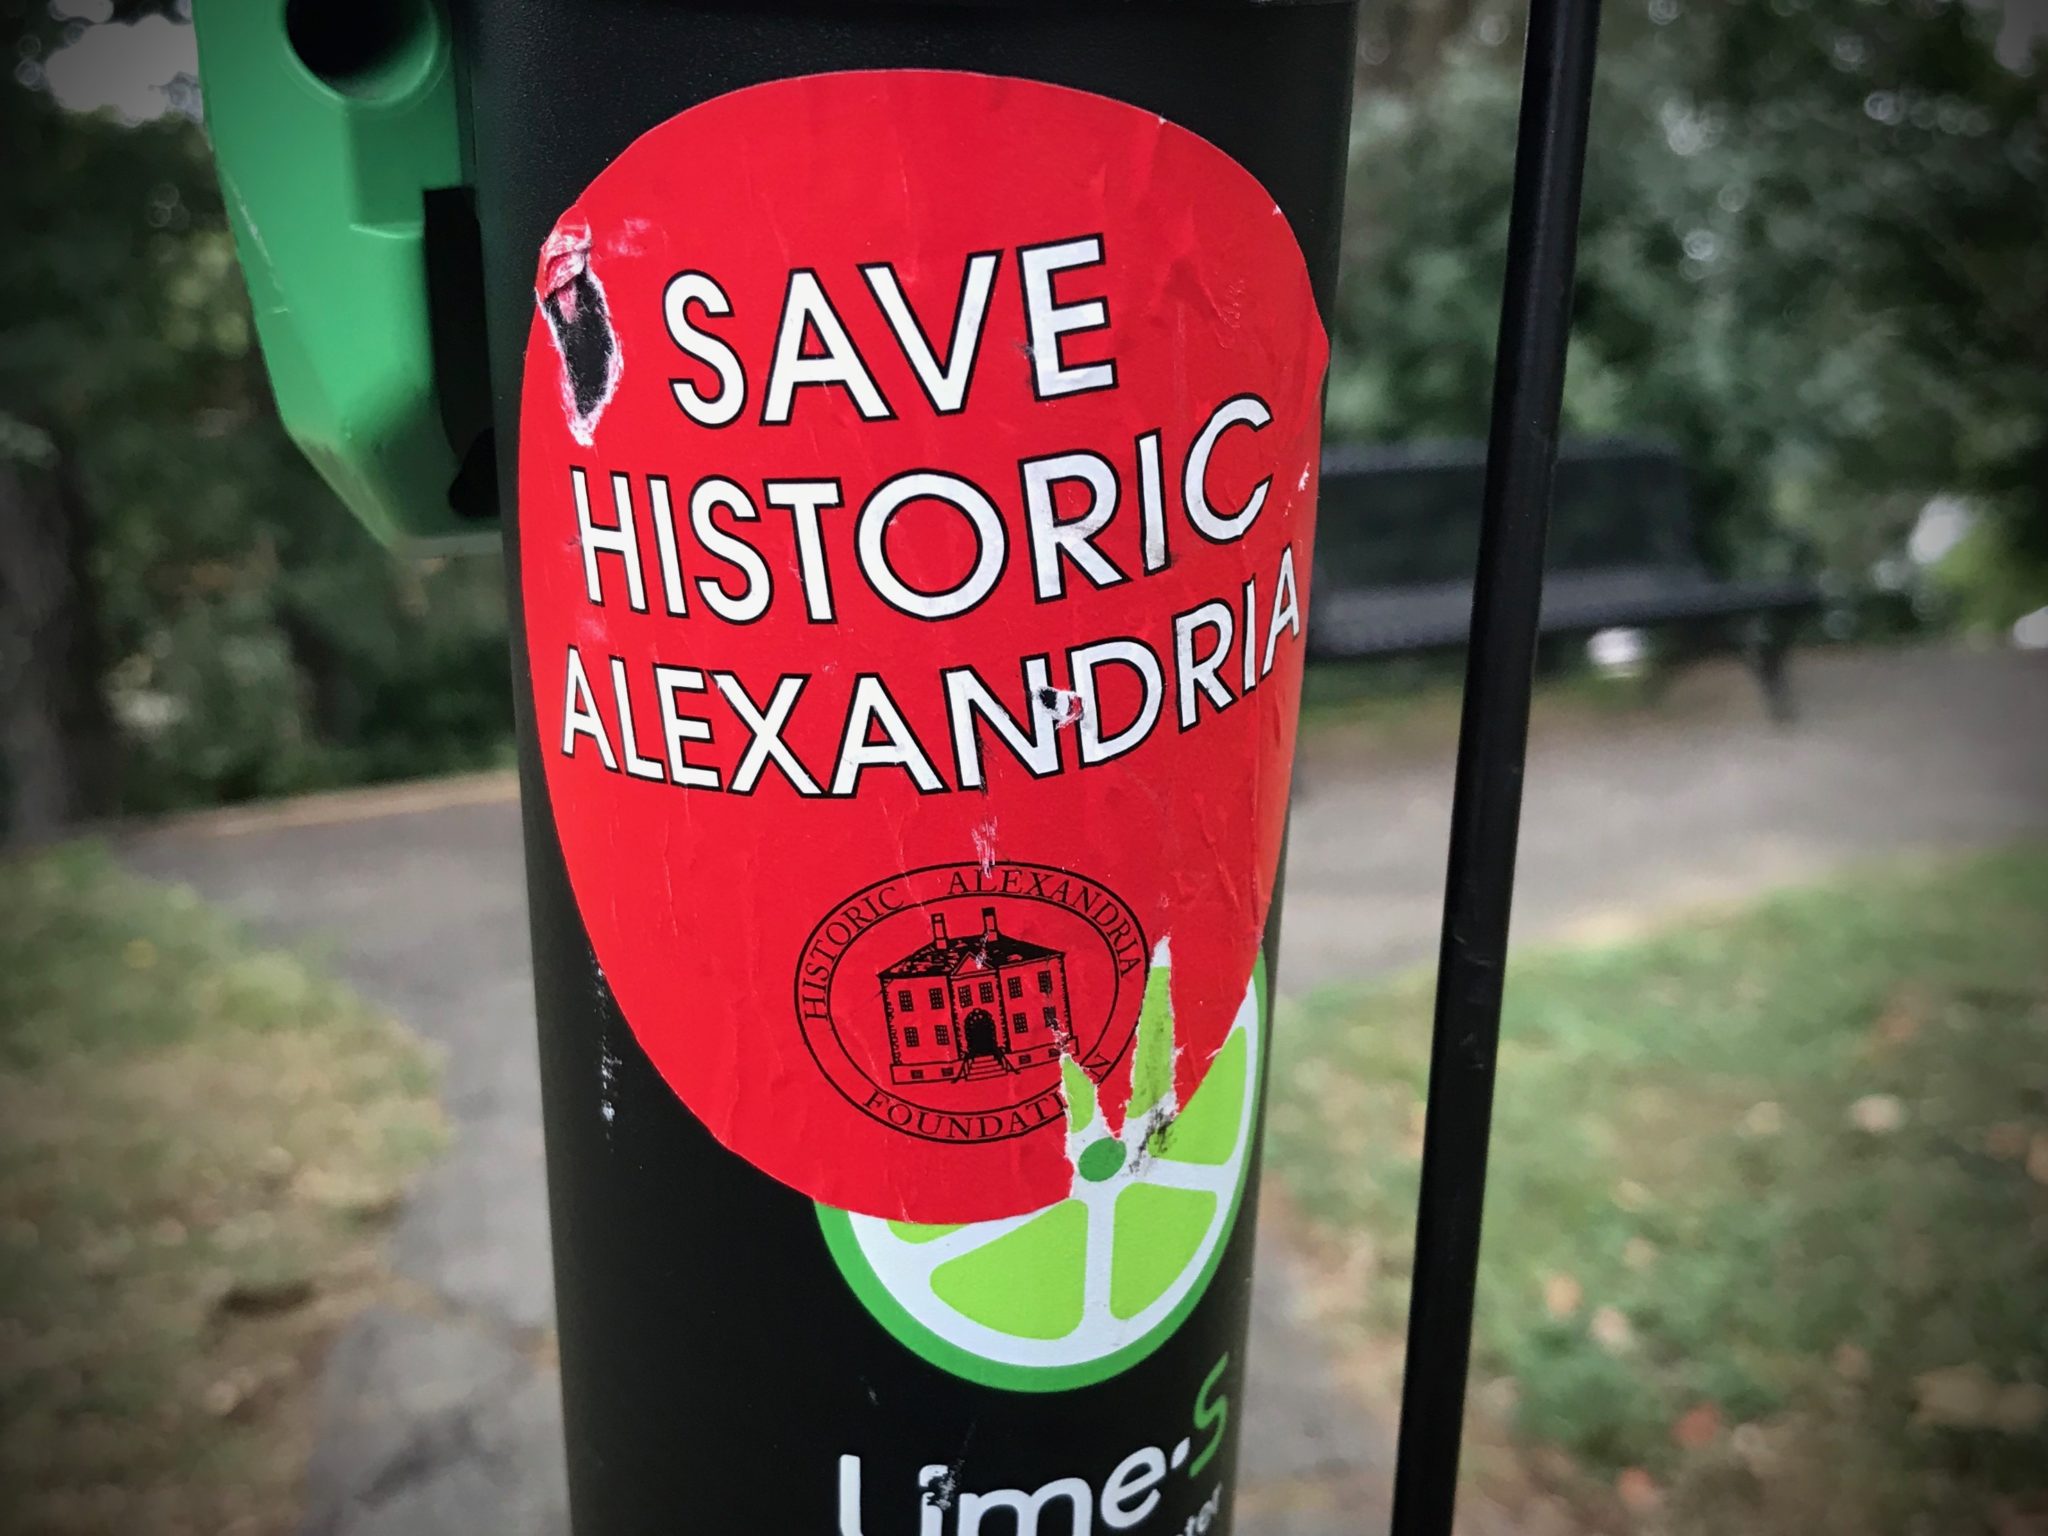 SAVE
HISTORIC
ALEXANDRIA
HISTORIC ALEXANDRIA
FOUNDATI N
Lime-S